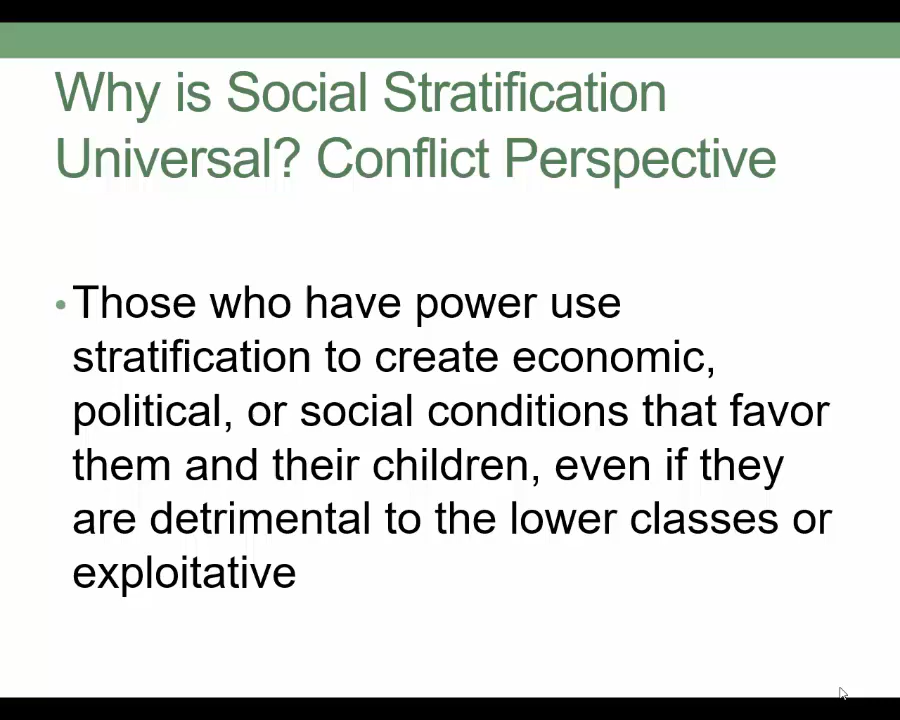 Why is Social Stratification
Universal? Conflict Perspective
• Those who have power use
stratification to create economic,
political, or social conditions that favor
them and their children, even if they
are detrimental to the lower classes or
exploitative